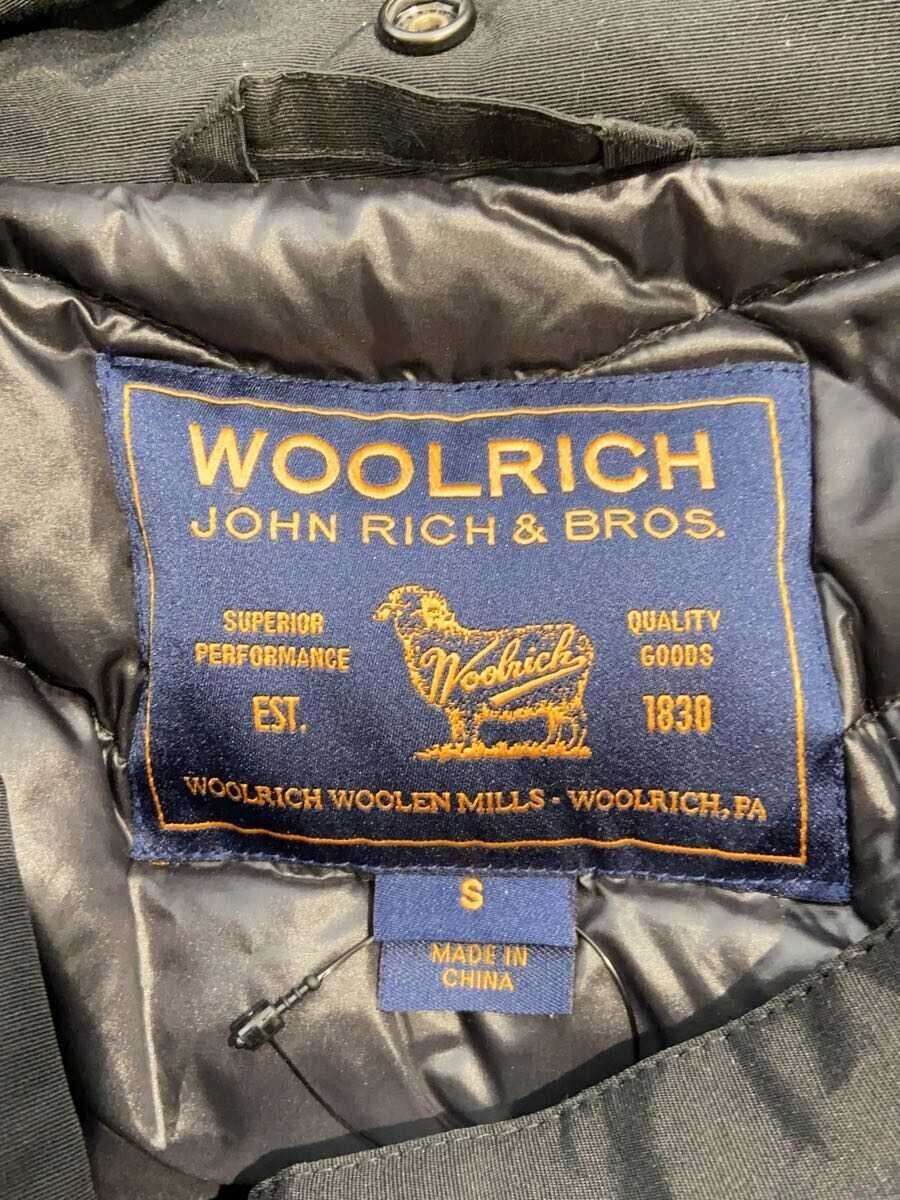 WOOLRICH
JOHN RICH & BROS.
SUPERIOR
PERFORMANCE
EST.
Woolrich
QUALITY
GOODS
1830
WOOLRICH WOOLEN MILLS - WOOLRICH, PA
S
MADE IN
CHINA